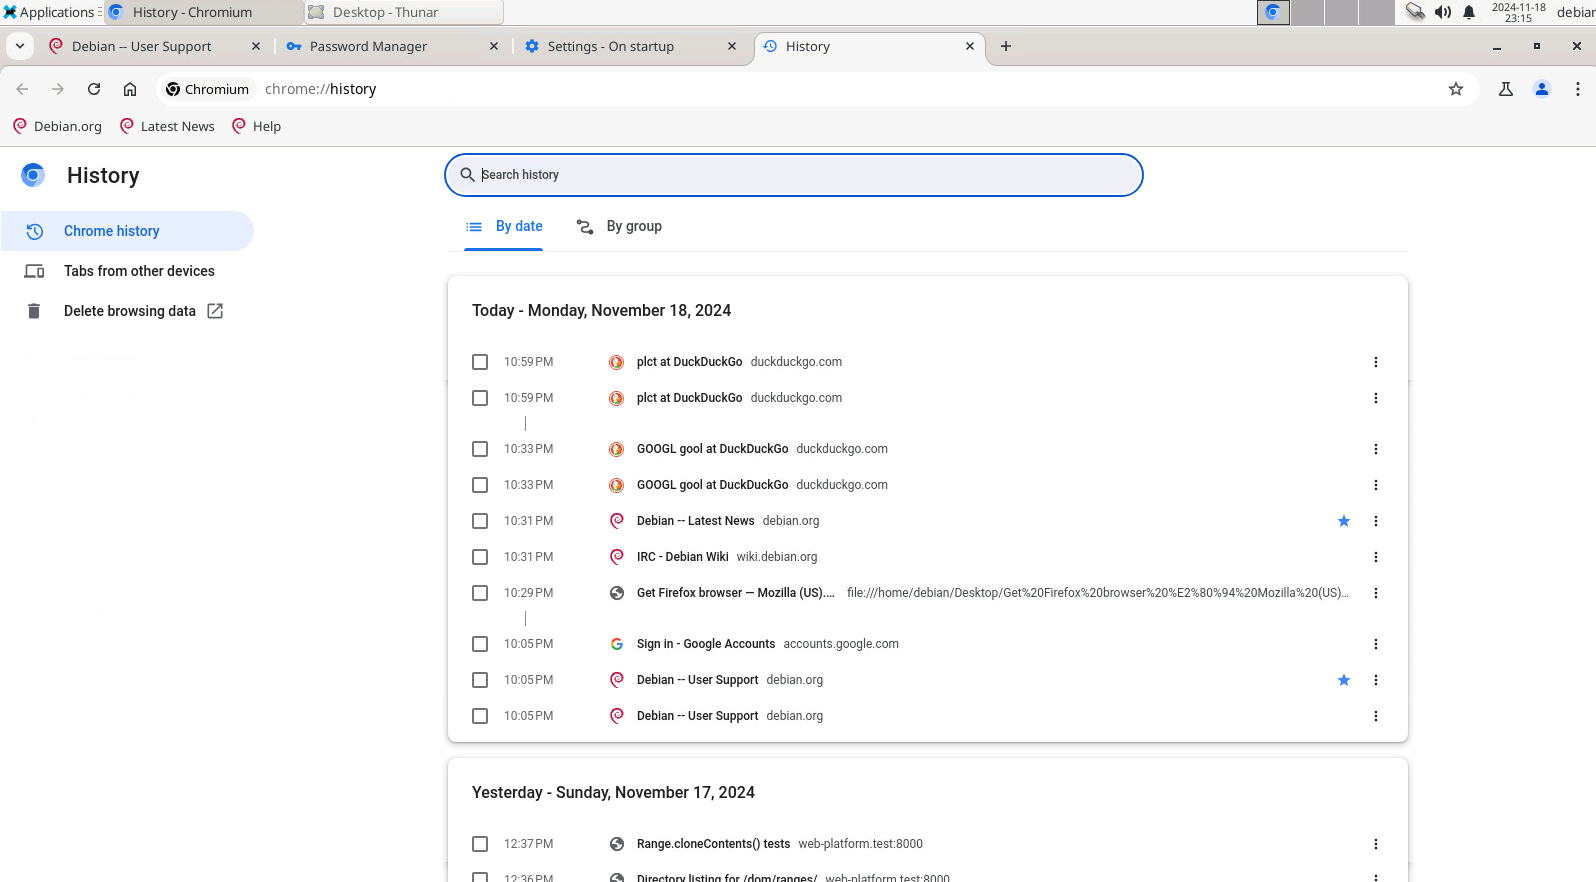 Applications
History - Chromium
Desktop - Thunar
2024-11-18
23:15
debian
Debian -- User Support
Password Manager
Settings - On startup
History
Chromium
chrome://history
Debian.org
Latest News
Help
History
Search history
Chrome history
Tabs from other devices
Delete browsing data
By date
By group
Today - Monday, November 18, 2024
10:59 PM plct at DuckDuckGo duckduckgo.com
10:59 PM plct at DuckDuckGo duckduckgo.com
10:33 PM GOOGL gool at DuckDuckGo duckduckgo.com
10:33 PM GOOGL gool at DuckDuckGo duckduckgo.com
10:31 PM Debian -- Latest News debian.org
10:31 PM IRC - Debian Wiki wiki.debian.org
10:29 PM Get Firefox browser — Mozilla (US).… file:///home/debian/Desktop/Get%20Firefox%20browser%20%E2%80%94%20Mozilla%20(US)…
10:05 PM Sign in - Google Accounts accounts.google.com
10:05 PM Debian -- User Support debian.org
10:05 PM Debian -- User Support debian.org
Yesterday - Sunday, November 17, 2024
12:37 PM Range.cloneContents() tests web-platform.test:8000
12:36 PM Directory listing for /dom/ranges/ web-platform.test:8000